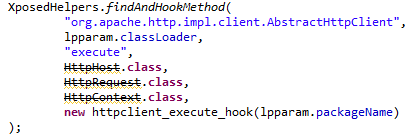 XposedHelpers.findAndHookMethod(
"org.apache.http.impl.client.AbstractHttpClient",
lpparam.classLoader,
"execute",
HttpHost.class,
HttpRequest.class,
HttpContext.class,
new httpclient_execute_hook(lpparam.packageName)
);